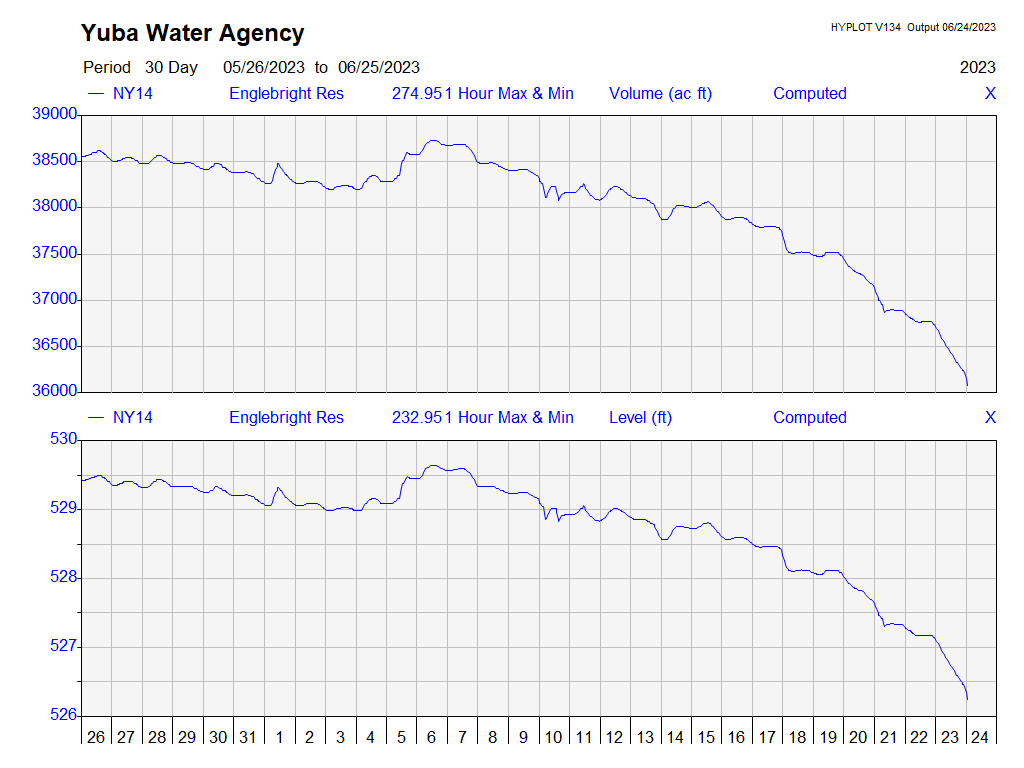 Yuba Water Agency
HYPLOT V134 Output 06/24/2023
Period 30 Day 05/26/2023 to 06/25/2023
2023
NY14 Englebright Res 274.951 Hour Max & Min Volume (ac ft) Computed X
39000
38500
38000
37500
37000
36500
36000
NY14 Englebright Res 232.951 Hour Max & Min Level (ft) Computed X
530
529
528
527
526
26 27 28 29 30 31 1 2 3 4 5 6 7 8 9 10 11 12 13 14 15 16 17 18 19 20 21 22 23 24